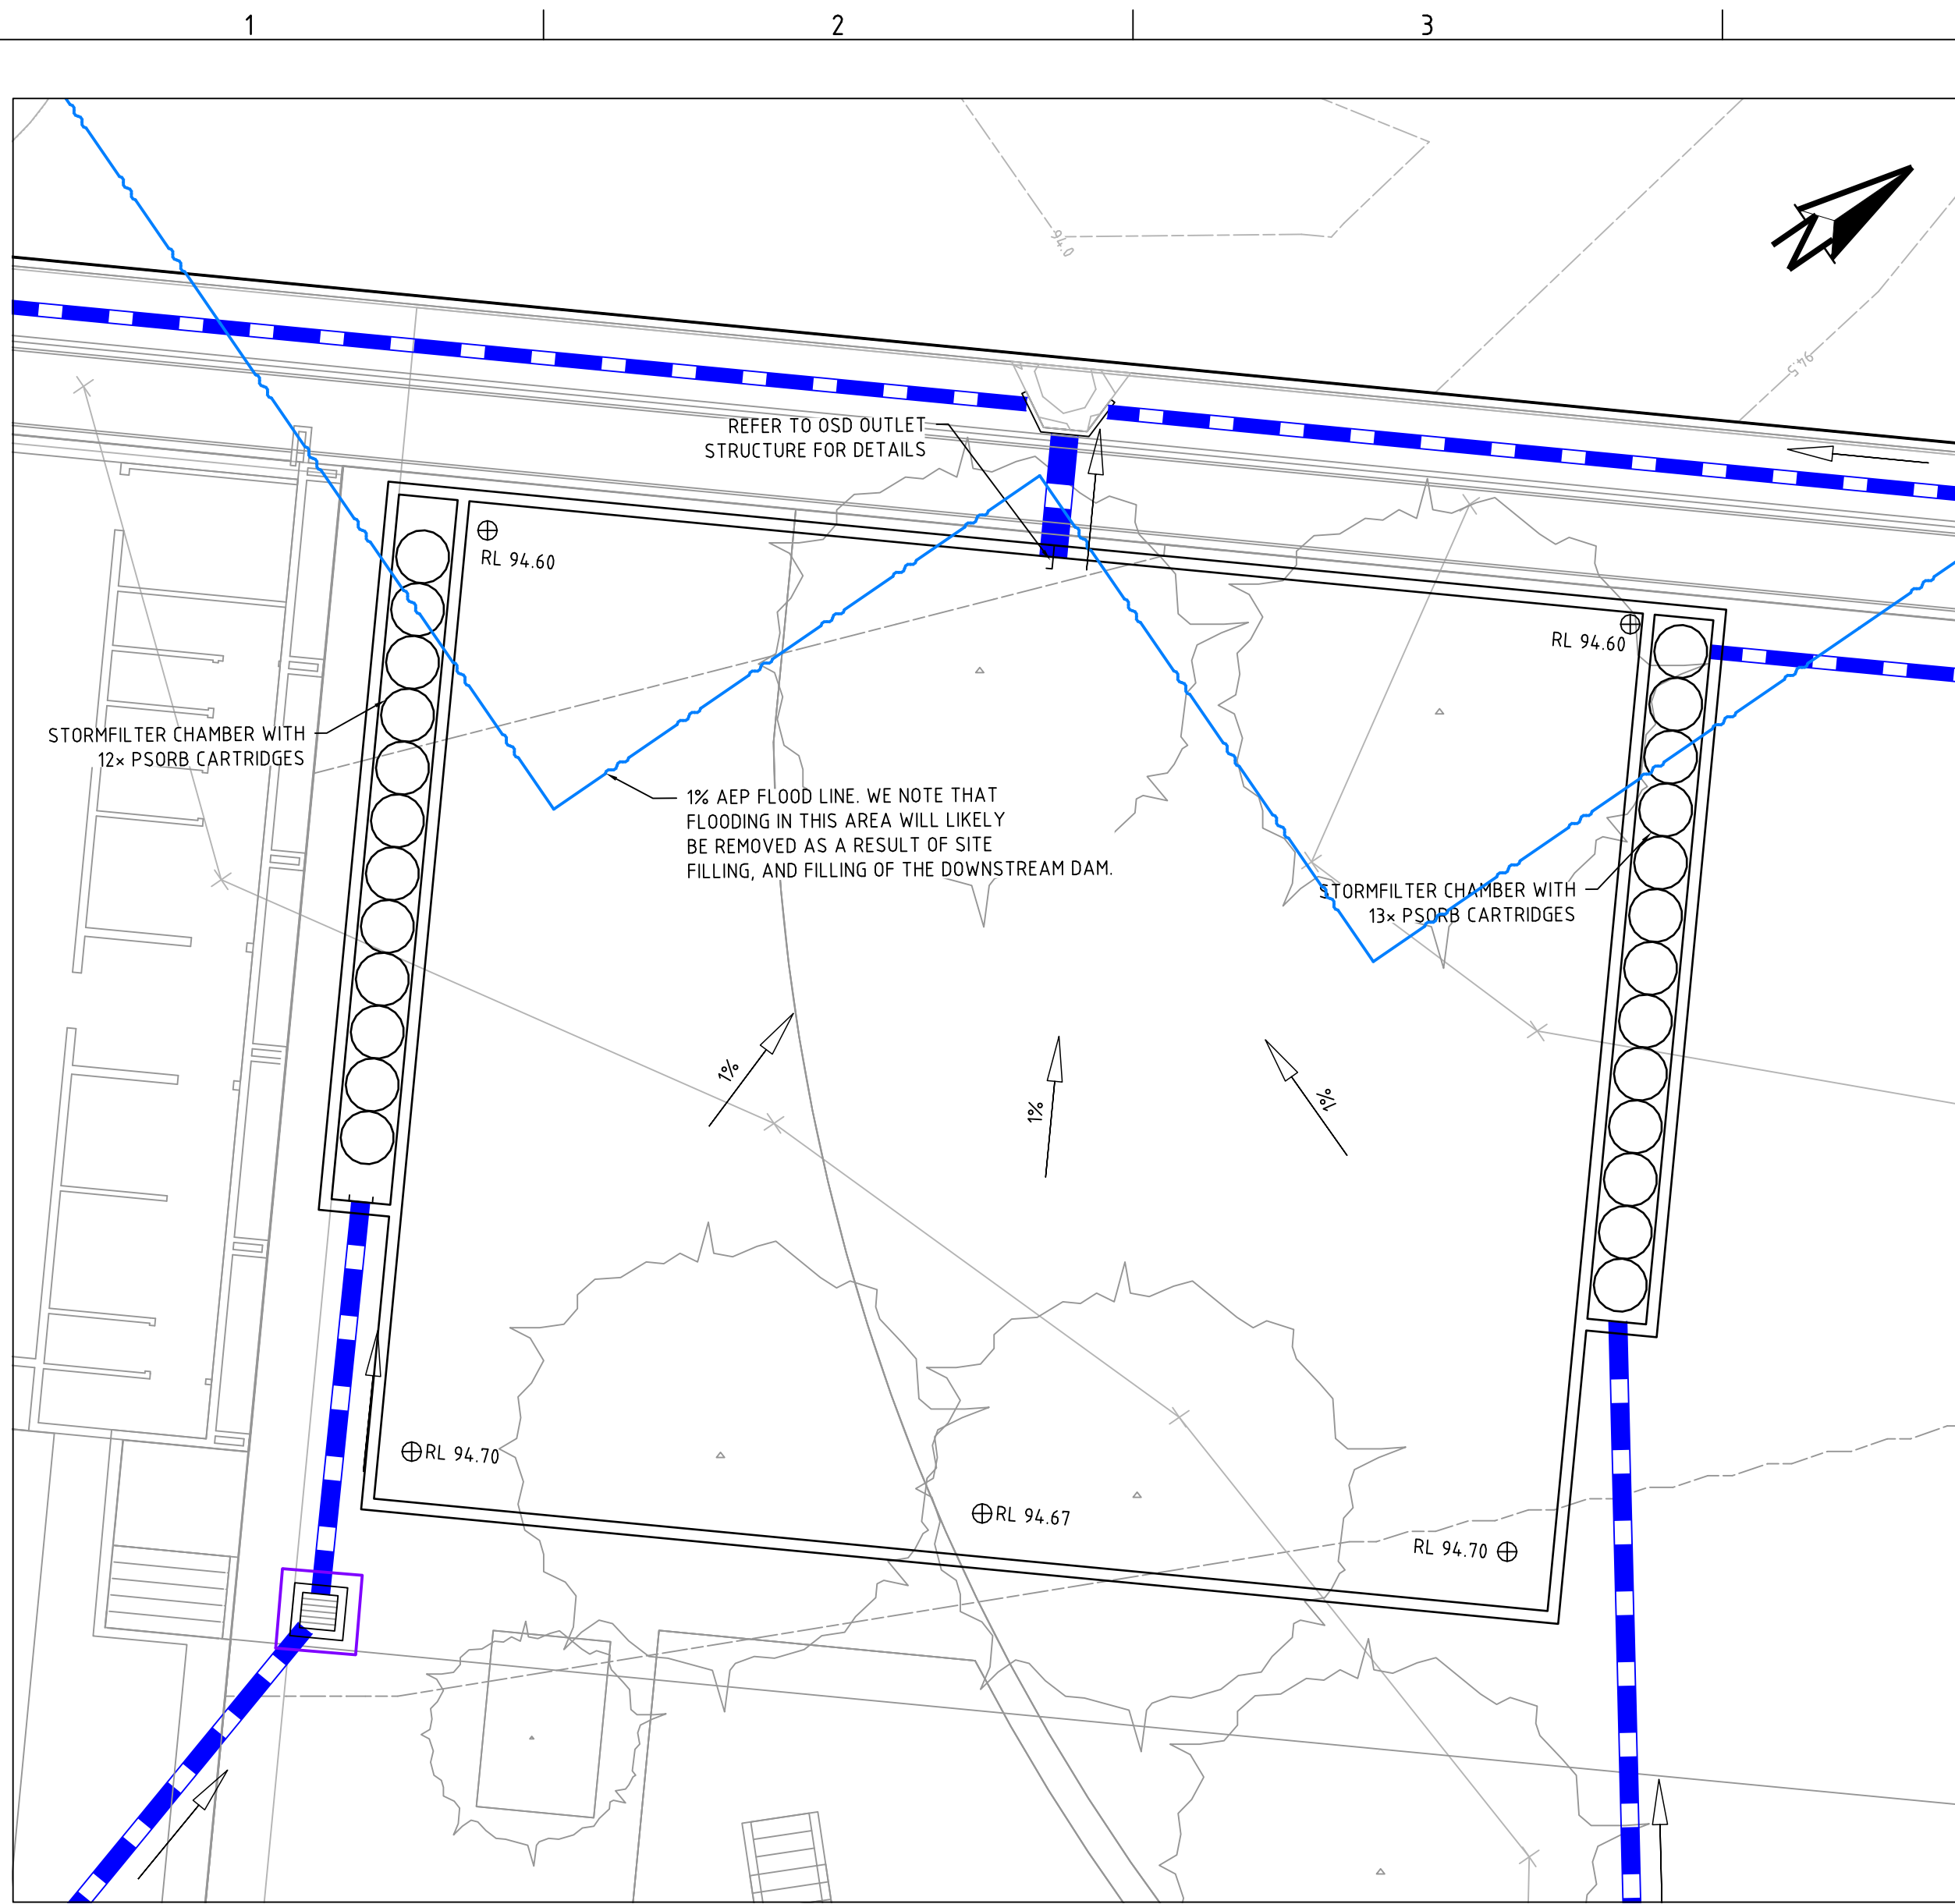 1 2 3
94.0
94.5
REFER TO OSD OUTLET
STRUCTURE FOR DETAILS
RL 94.60
RL 94.60
STORMFILTER CHAMBER WITH
12× PSORB CARTRIDGES
1% AEP FLOOD LINE. WE NOTE THAT
FLOODING IN THIS AREA WILL LIKELY
BE REMOVED AS A RESULT OF SITE
FILLING, AND FILLING OF THE DOWNSTREAM DAM.
STORMFILTER CHAMBER WITH
13× PSORB CARTRIDGES
1%
1%
1%
RL 94.70
RL 94.67
RL 94.70